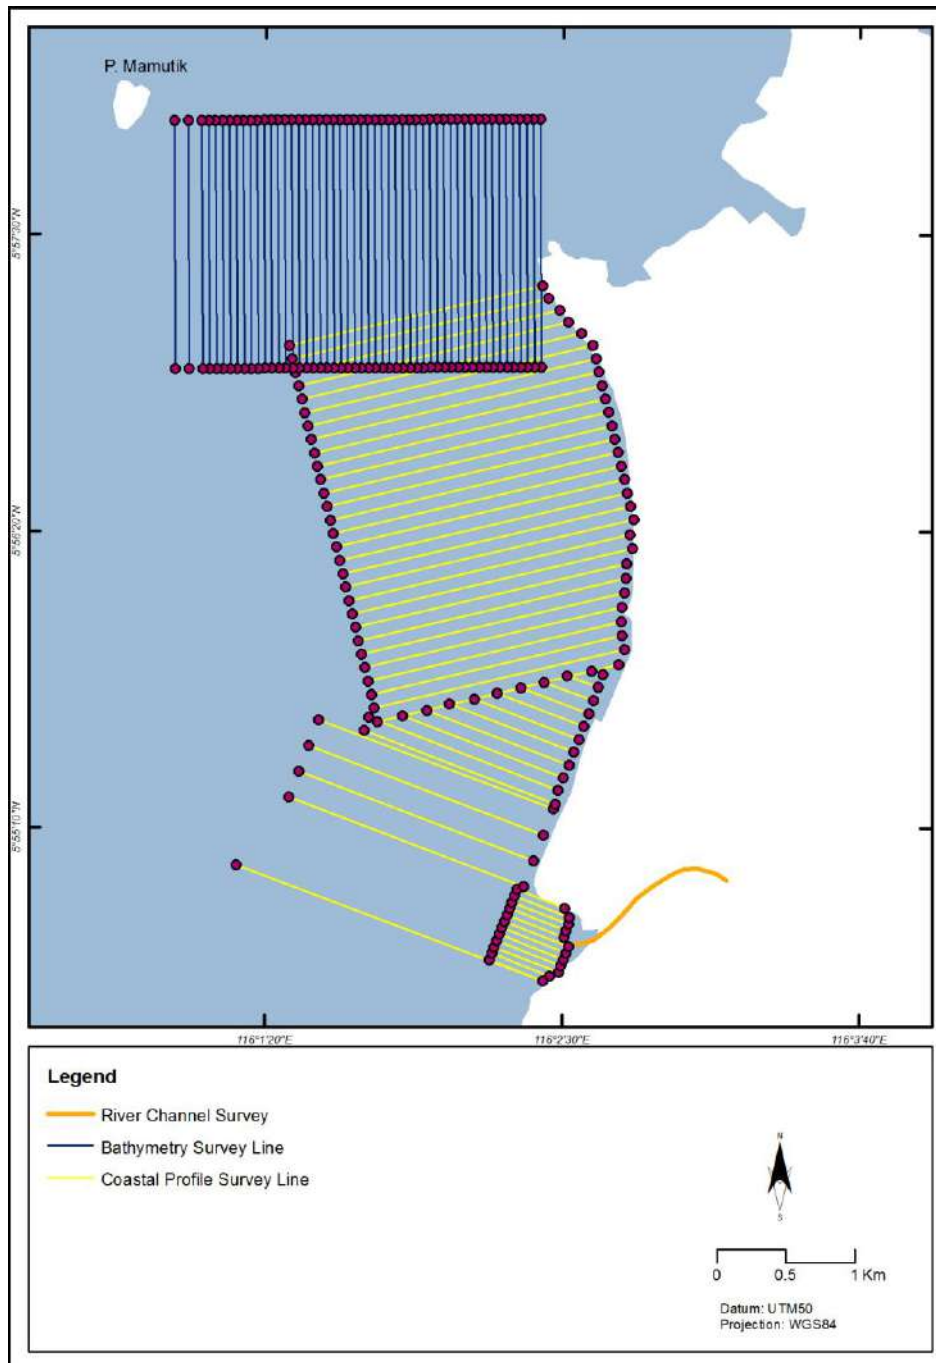 P. Mamutik
5°57'30"N
5°56'20"N
5°55'10"N
116°1'20"E
116°2'30"E
116°3'40"E
Legend
River Channel Survey
Bathymetry Survey Line
Coastal Profile Survey Line
N
S
0 0.5 1 Km
Datum: UTM50
Projection: WGS84